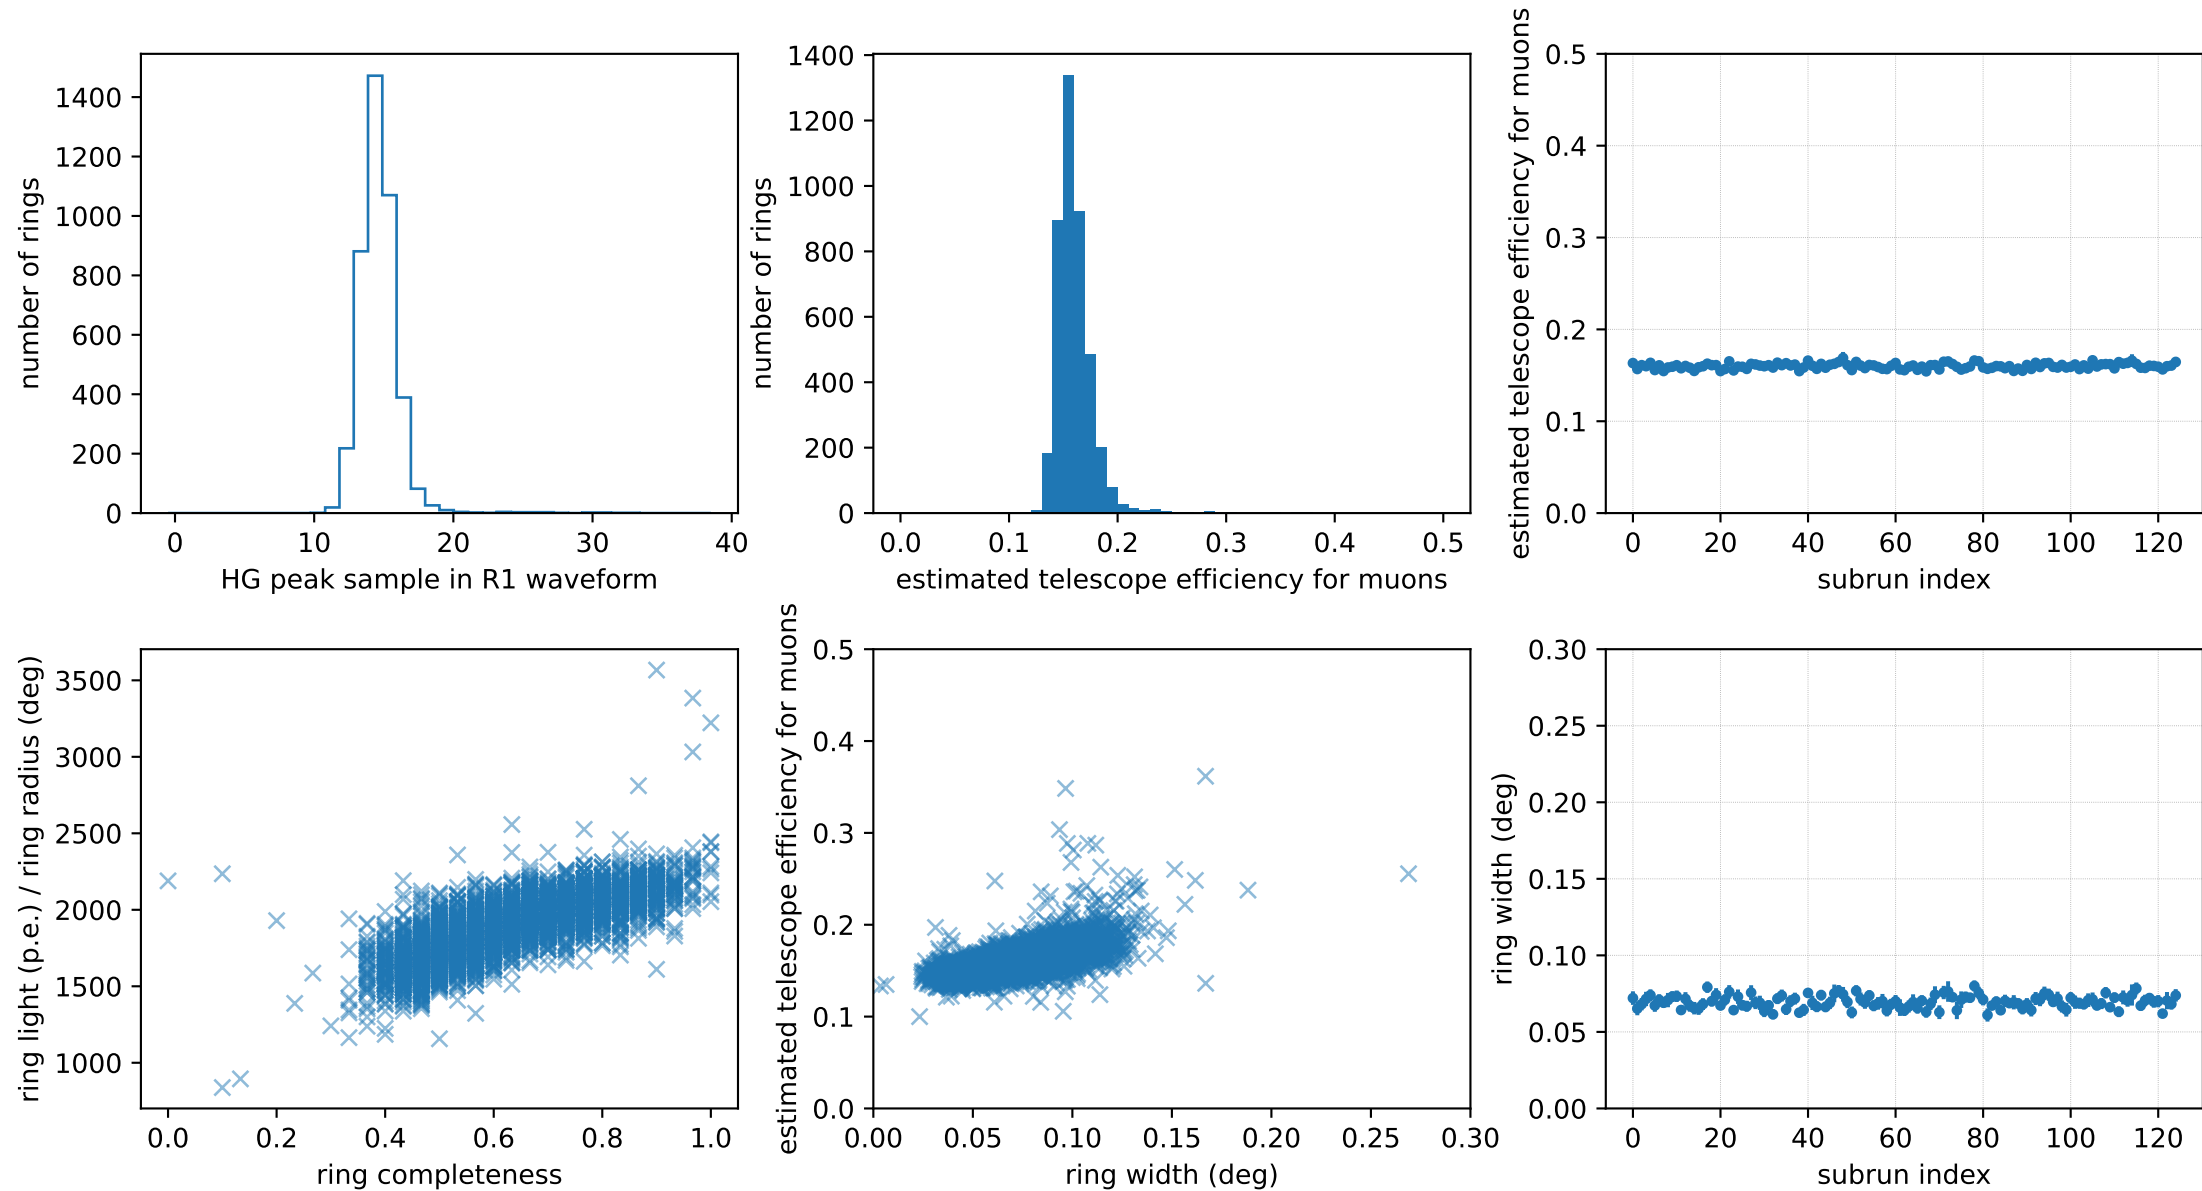 number of rings
1400
1200
1000
800
600
400
200
0
0 10 20 30 40
HG peak sample in R1 waveform
number of rings
1400
1200
1000
800
600
400
200
0
0.0 0.1 0.2 0.3 0.4 0.5
estimated telescope efficiency for muons
estimated telescope efficiency for muons
0.5
0.4
0.3
0.2
0.1
0.0
0 20 40 60 80 100 120
subrun index
ring light (p.e.) / ring radius (deg)
3500
3000
2500
2000
1500
1000
0.0 0.2 0.4 0.6 0.8 1.0
ring completeness
estimated telescope efficiency for muons
0.5
0.4
0.3
0.2
0.1
0.0
0.00 0.05 0.10 0.15 0.20 0.25 0.30
ring width (deg)
ring width (deg)
0.30
0.25
0.20
0.15
0.10
0.05
0.00
0 20 40 60 80 100 120
subrun index